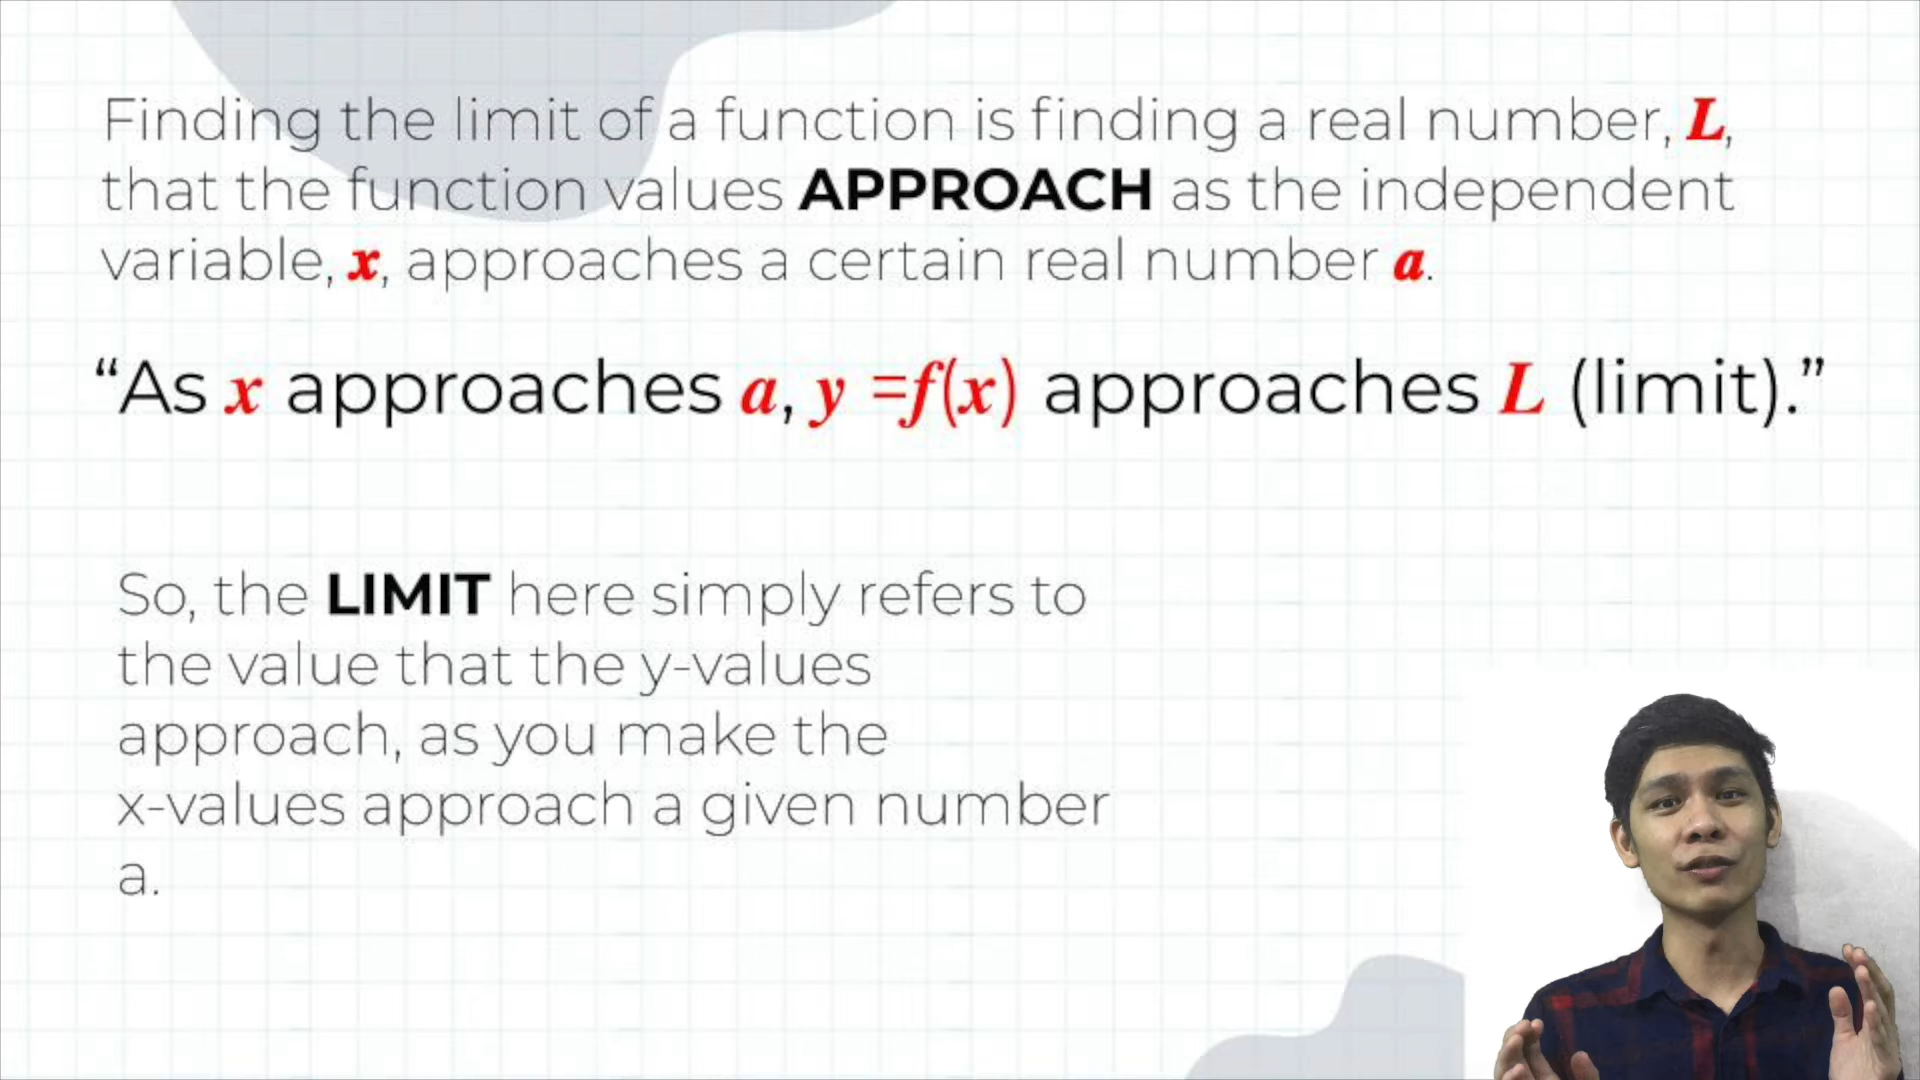 Finding the limit of a function is finding a real number, L,
that the function values APPROACH as the independent
variable, x, approaches a certain real number a.
“As x approaches a, y =f(x) approaches L (limit).”
So, the LIMIT here simply refers to
the value that the y-values
approach, as you make the
x-values approach a given number
a.